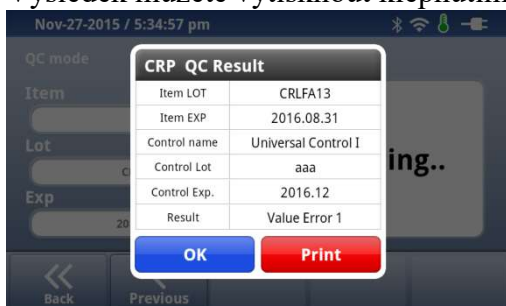 Nov-27-2015 / 5:34:57 pm
QC mode
CRP QC Result
Item
Item LOT CRLFA13
Item EXP 2016.08.31
Lot
Control name Universal Control I
Control Lot aaa
ing..
Exp
Control Exp. 2016.12
20
Result Value Error 1
OK Print
Back Previous